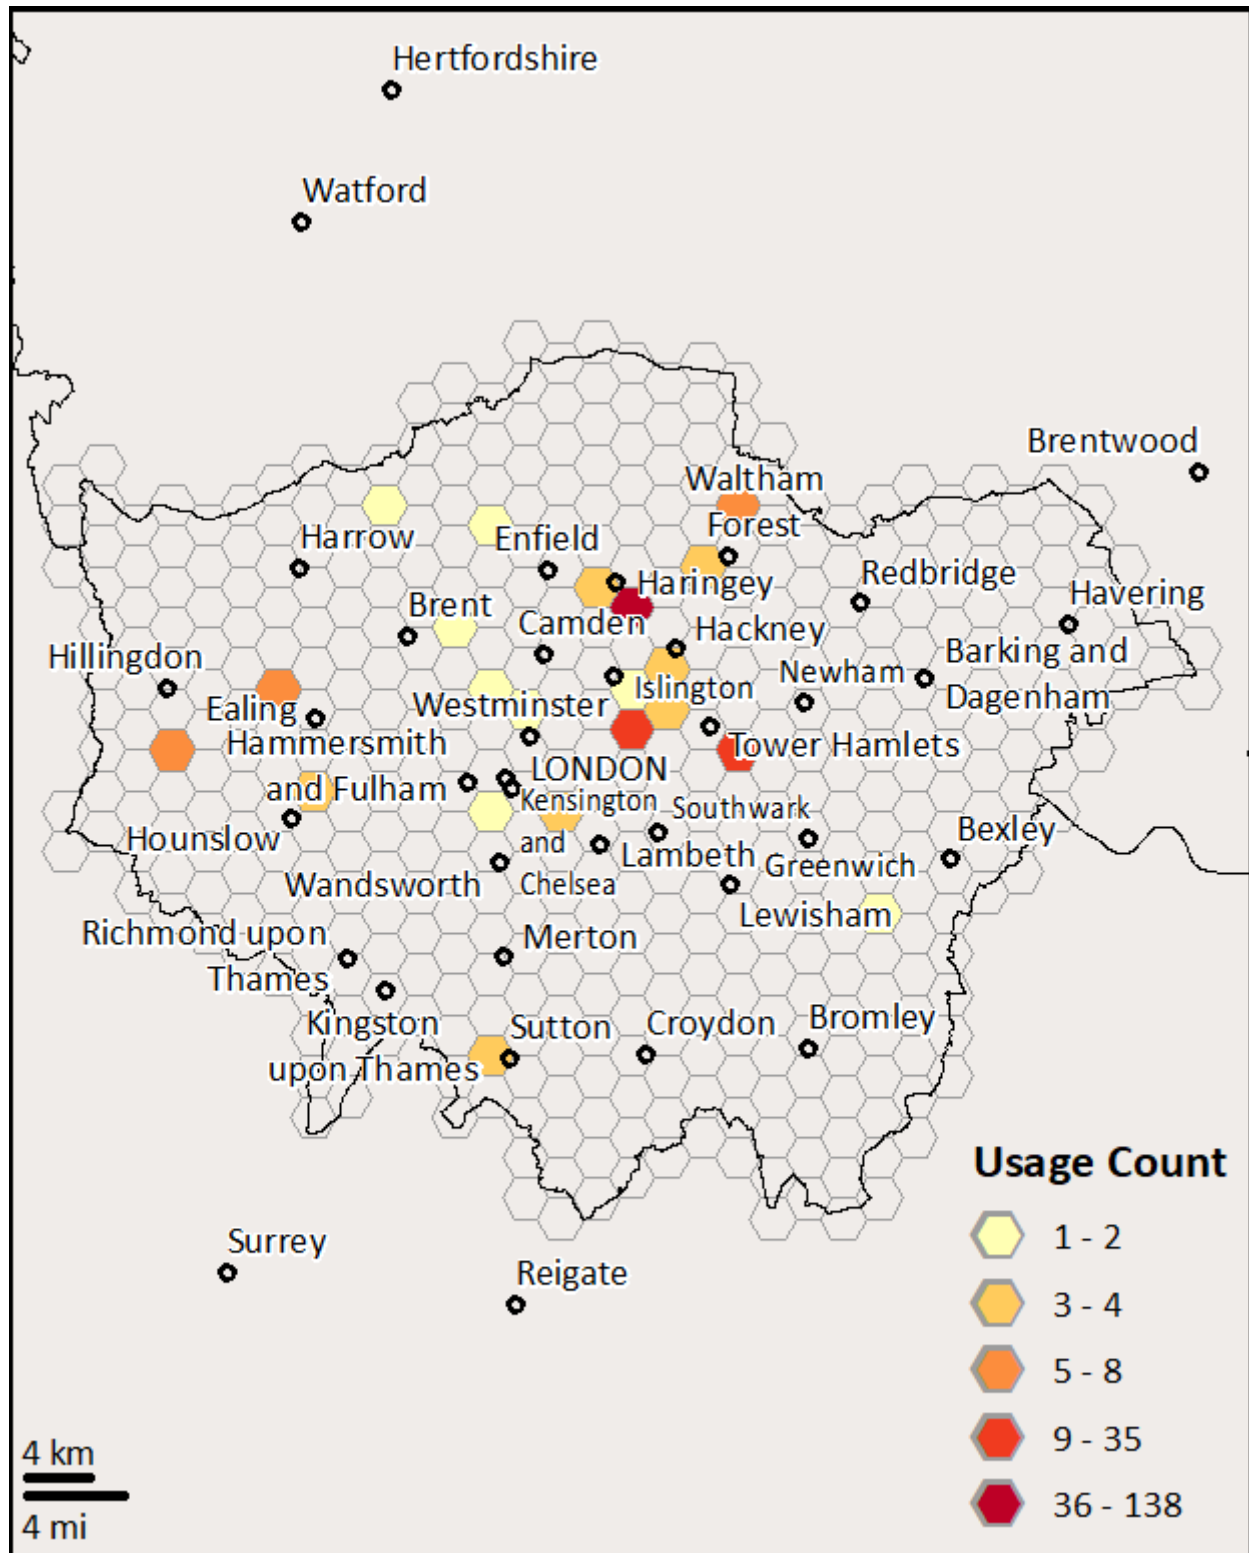 Hertfordshire
Watford
Brentwood
Waltham
Forest
Harrow
Enfield
Haringey
Redbridge
Havering
Brent
Camden
Hackney
Hillingdon
Islington
Newham
Barking and
Dagenham
Ealing
Westminster
Hammersmith
and Fulham
Tower Hamlets
LONDON
Kensington
and
Chelsea
Southwark
Hounslow
Lambeth
Greenwich
Bexley
Wandsworth
Lewisham
Richmond upon
Thames
Merton
Kingston
upon Thames
Sutton
Croydon
Bromley
Surrey
Reigate
Usage Count
1 - 2
3 - 4
5 - 8
9 - 35
36 - 138
4 km
4 mi